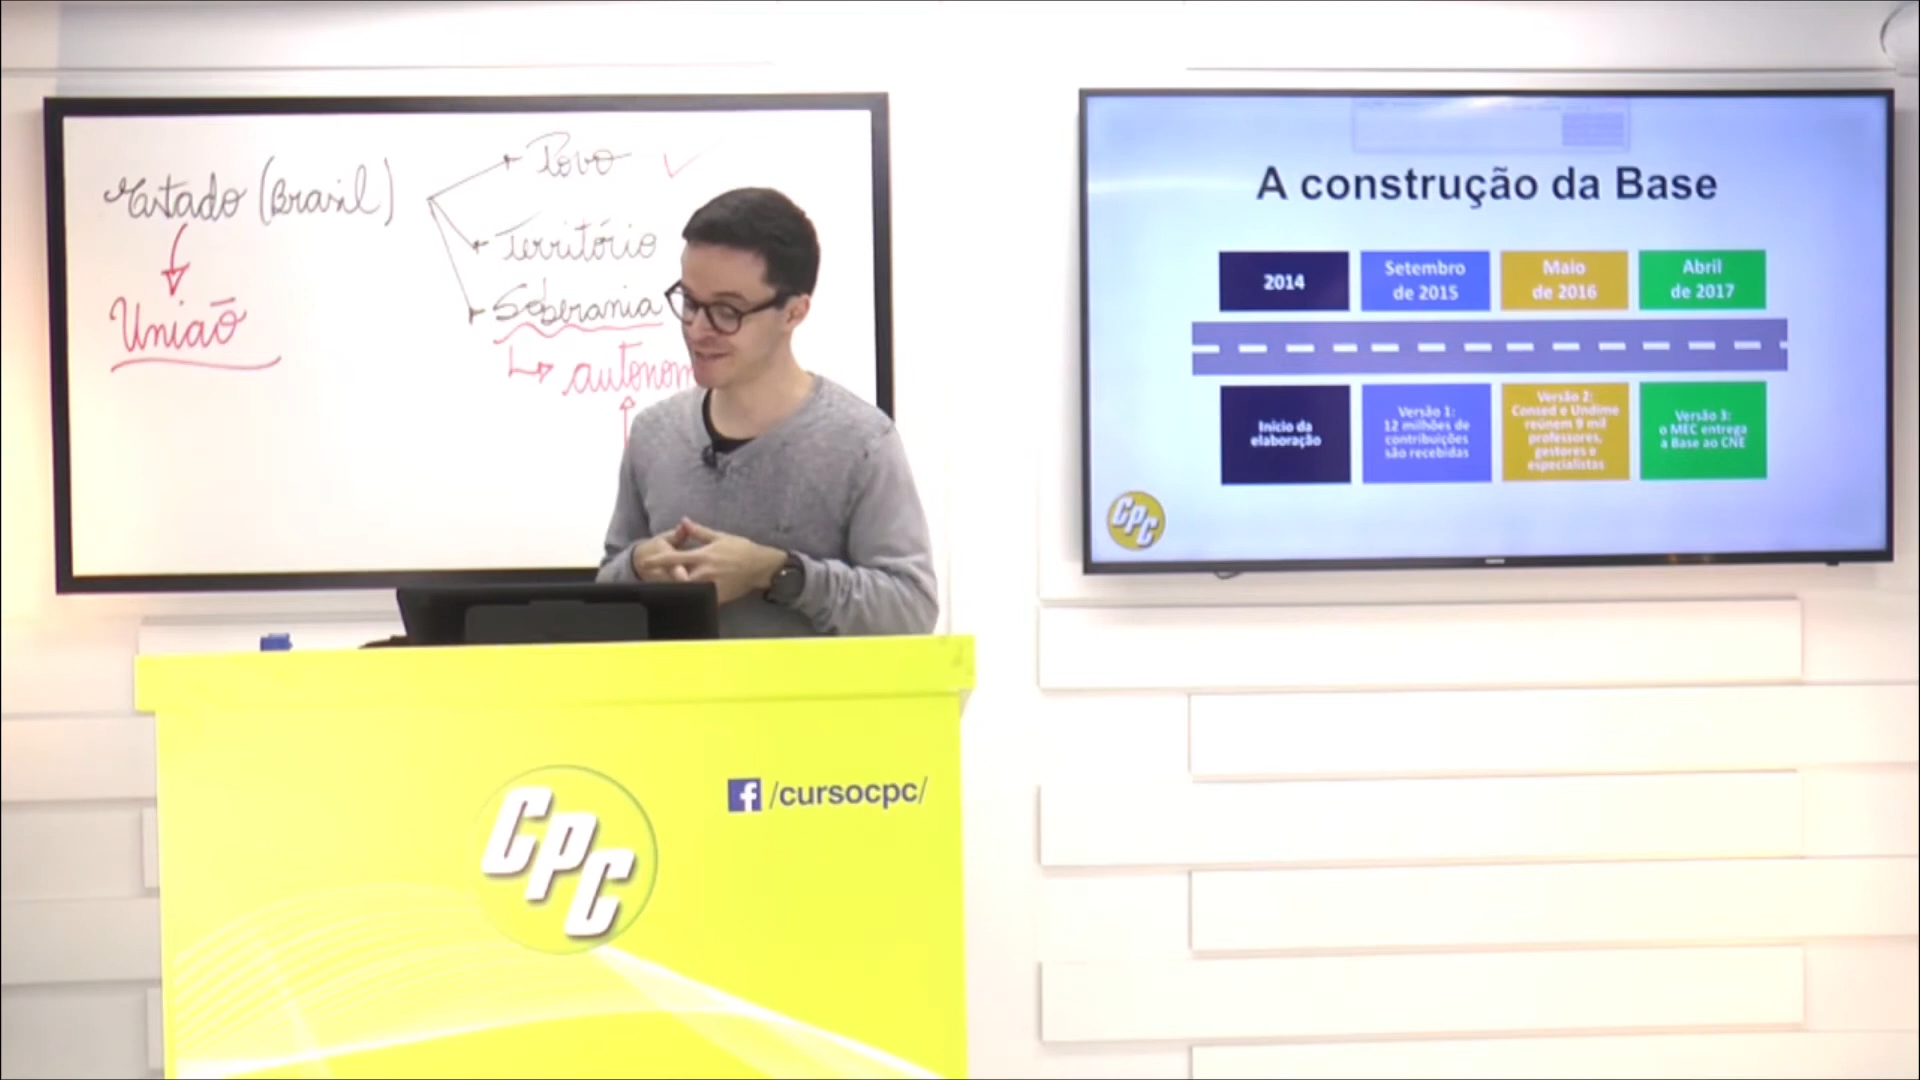 Estado (Brasil)
Povo
Território
Soberania
União
A construção da Base
2014
Setembro
de 2015
Maio
de 2016
Abril
de 2017
Início da
elaboração
Versão 1:
12 milhões de
contribuições
são recebidas
Versão 2:
Consed e Undime
reúnem 9 mil
professores,
gestores e
especialistas
Versão 3:
o MEC entrega
a Base ao CNE
CPC
CPC
/cursocpc/